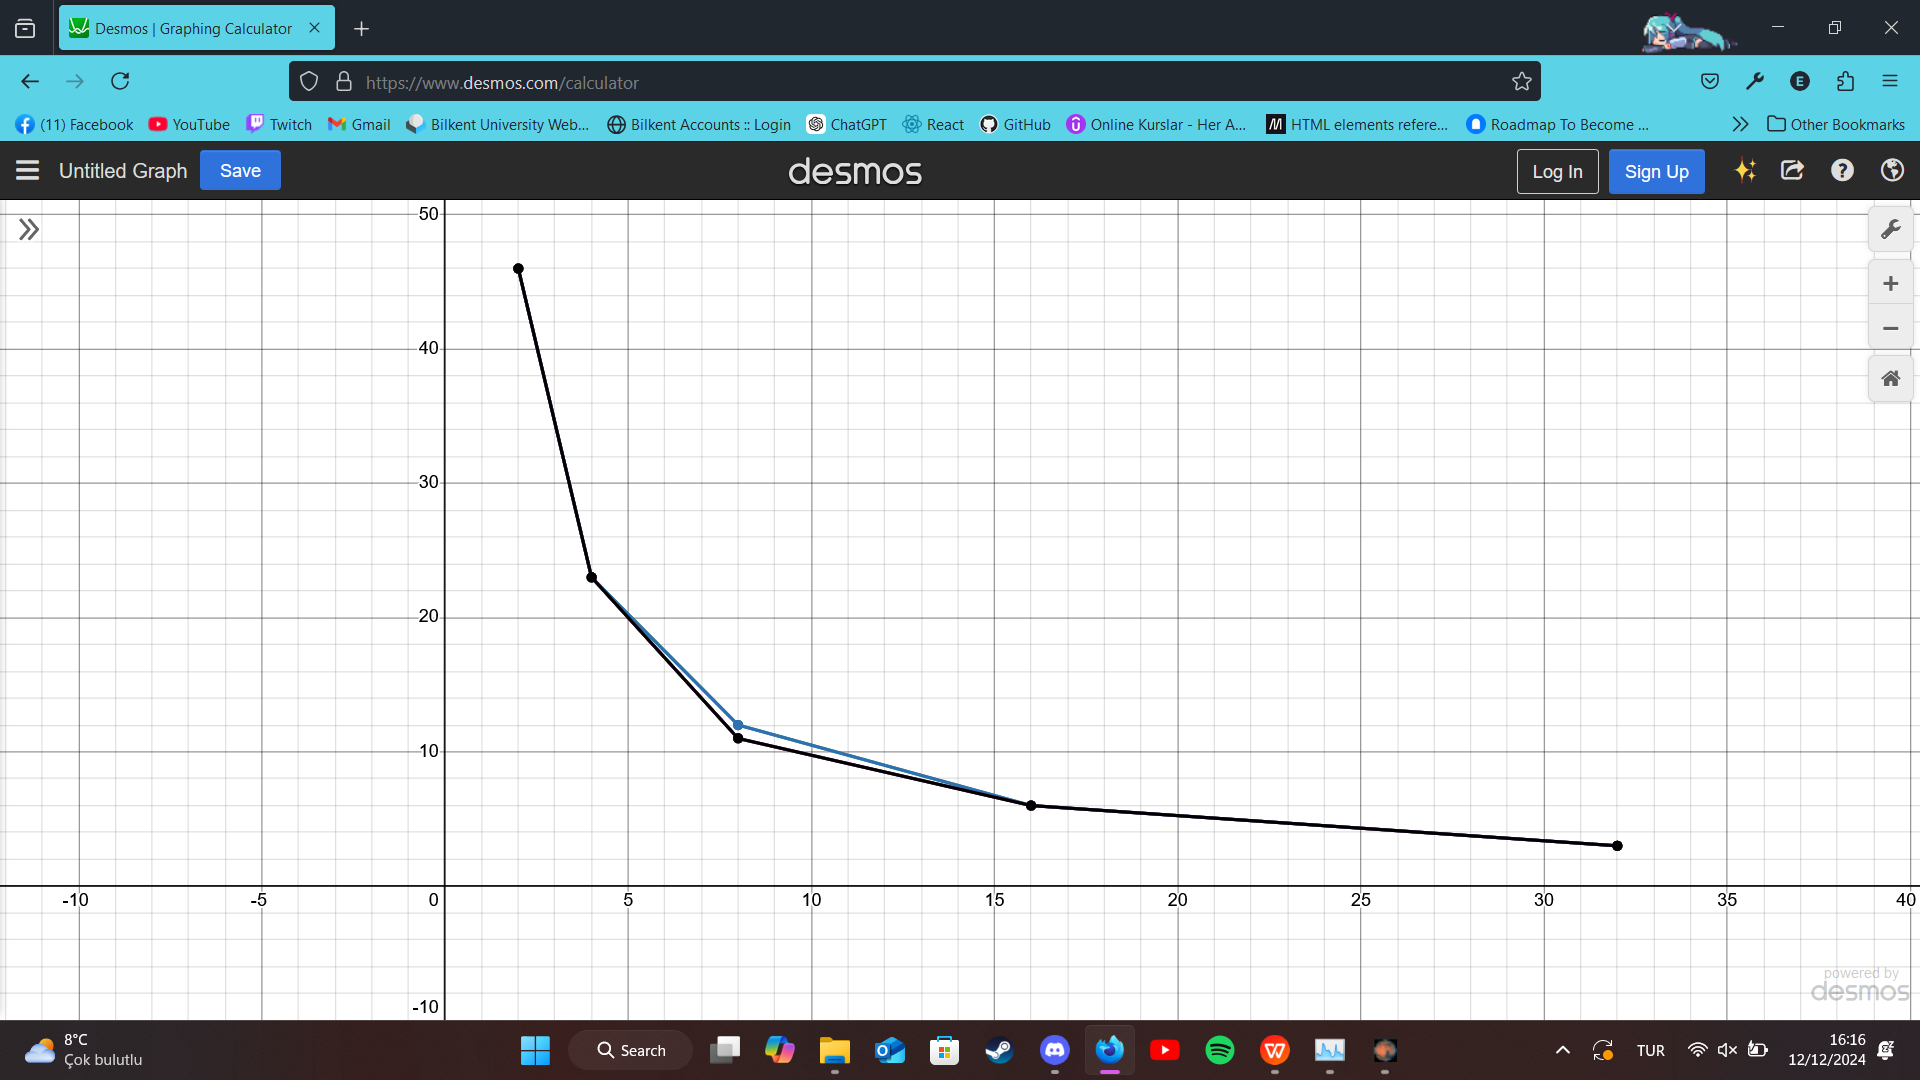 Desmos | Graphing Calculator
https://www.desmos.com/calculator
E
(11) Facebook YouTube Twitch Gmail Bilkent University Web... Bilkent Accounts :: Login ChatGPT React GitHub Online Kurslar - Her A... HTML elements refere... Roadmap To Become ... Other Bookmarks
Untitled Graph Save desmos Log In Sign Up
50
40
30
20
10
-10 -5 0 5 10 15 20 25 30 35 40
-10
powered by
desmos
8°C
Çok bulutlu
Search
TUR
16:16
12/12/2024